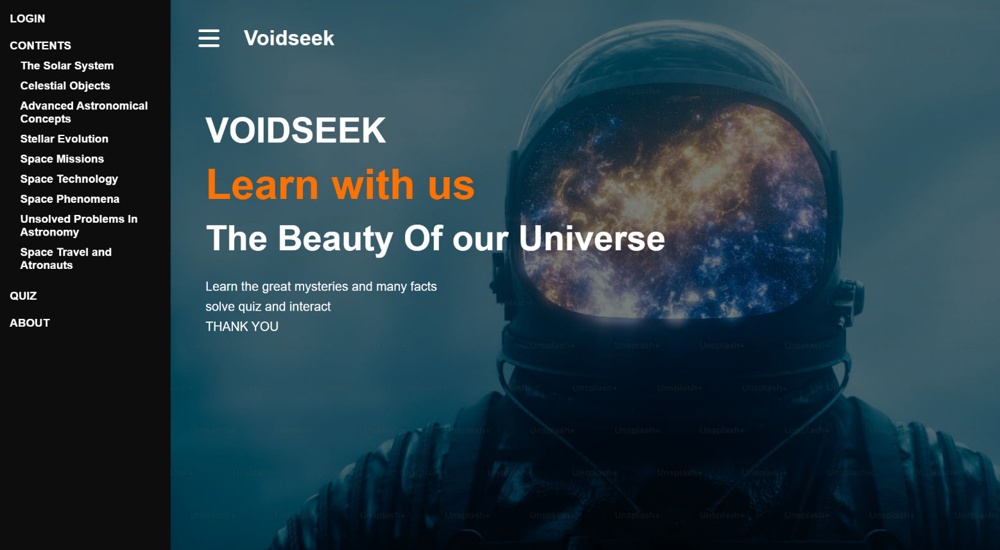 LOGIN
CONTENTS
The Solar System
Celestial Objects
Advanced Astronomical
Concepts
Stellar Evolution
Space Missions
Space Technology
Space Phenomena
Unsolved Problems In
Astronomy
Space Travel and
Atronauts
QUIZ
ABOUT
Voidseek
VOIDSEEK
Learn with us
The Beauty Of our Universe
Learn the great mysteries and many facts
solve quiz and interact
THANK YOU
Unsplash+